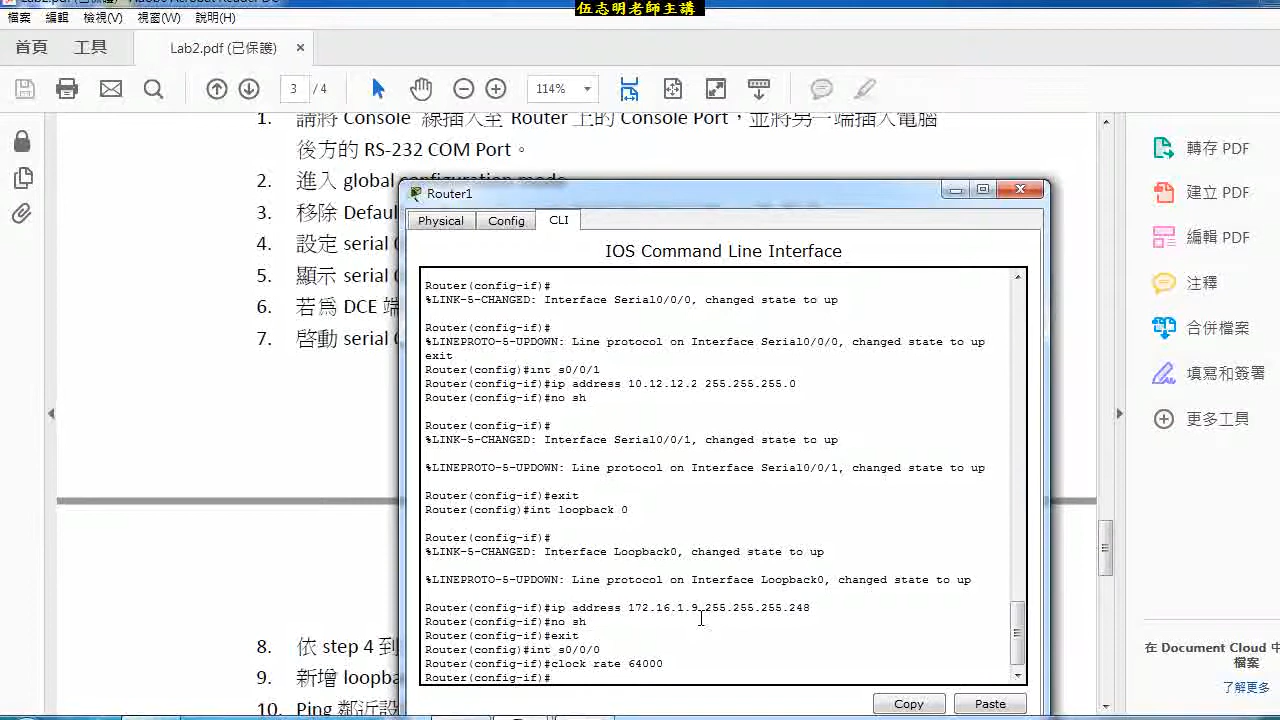 伍志明老師主講
檔案 編輯 檢視(V) 視窗(W) 說明(H)
首頁 工具 Lab2.pdf (已保護) ×
3 / 4 114%
1. 請將 Console 線插入至 Router 上的 Console Port，並將另一端插入電腦
後方的 RS-232 COM Port。
2. 進入 global configuration mode
3. 移除 Defaul
4. 設定 serial
5. 顯示 serial
6. 若為 DCE 端
7. 啓動 serial
8. 依 step 4 到
9. 新增 loopba
10. Ping 鄰近設
Router1
Physical Config CLI
IOS Command Line Interface
Router(config-if)#
%LINK-5-CHANGED: Interface Serial0/0/0, changed state to up
Router(config-if)#
%LINEPROTO-5-UPDOWN: Line protocol on Interface Serial0/0/0, changed state to up
exit
Router(config)#int s0/0/1
Router(config-if)#ip address 10.12.12.2 255.255.255.0
Router(config-if)#no sh
Router(config-if)#
%LINK-5-CHANGED: Interface Serial0/0/1, changed state to up
%LINEPROTO-5-UPDOWN: Line protocol on Interface Serial0/0/1, changed state to up
Router(config-if)#exit
Router(config)#int loopback 0
Router(config-if)#
%LINK-5-CHANGED: Interface Loopback0, changed state to up
%LINEPROTO-5-UPDOWN: Line protocol on Interface Loopback0, changed state to up
Router(config-if)#ip address 172.16.1.9 255.255.255.248
Router(config-if)#no sh
Router(config-if)#exit
Router(config)#int s0/0/0
Router(config-if)#clock rate 64000
Router(config-if)#
Copy Paste
轉存 PDF
建立 PDF
編輯 PDF
注釋
合併檔案
填寫和簽署
更多工具
在 Document Cloud 中
檔案
了解更多